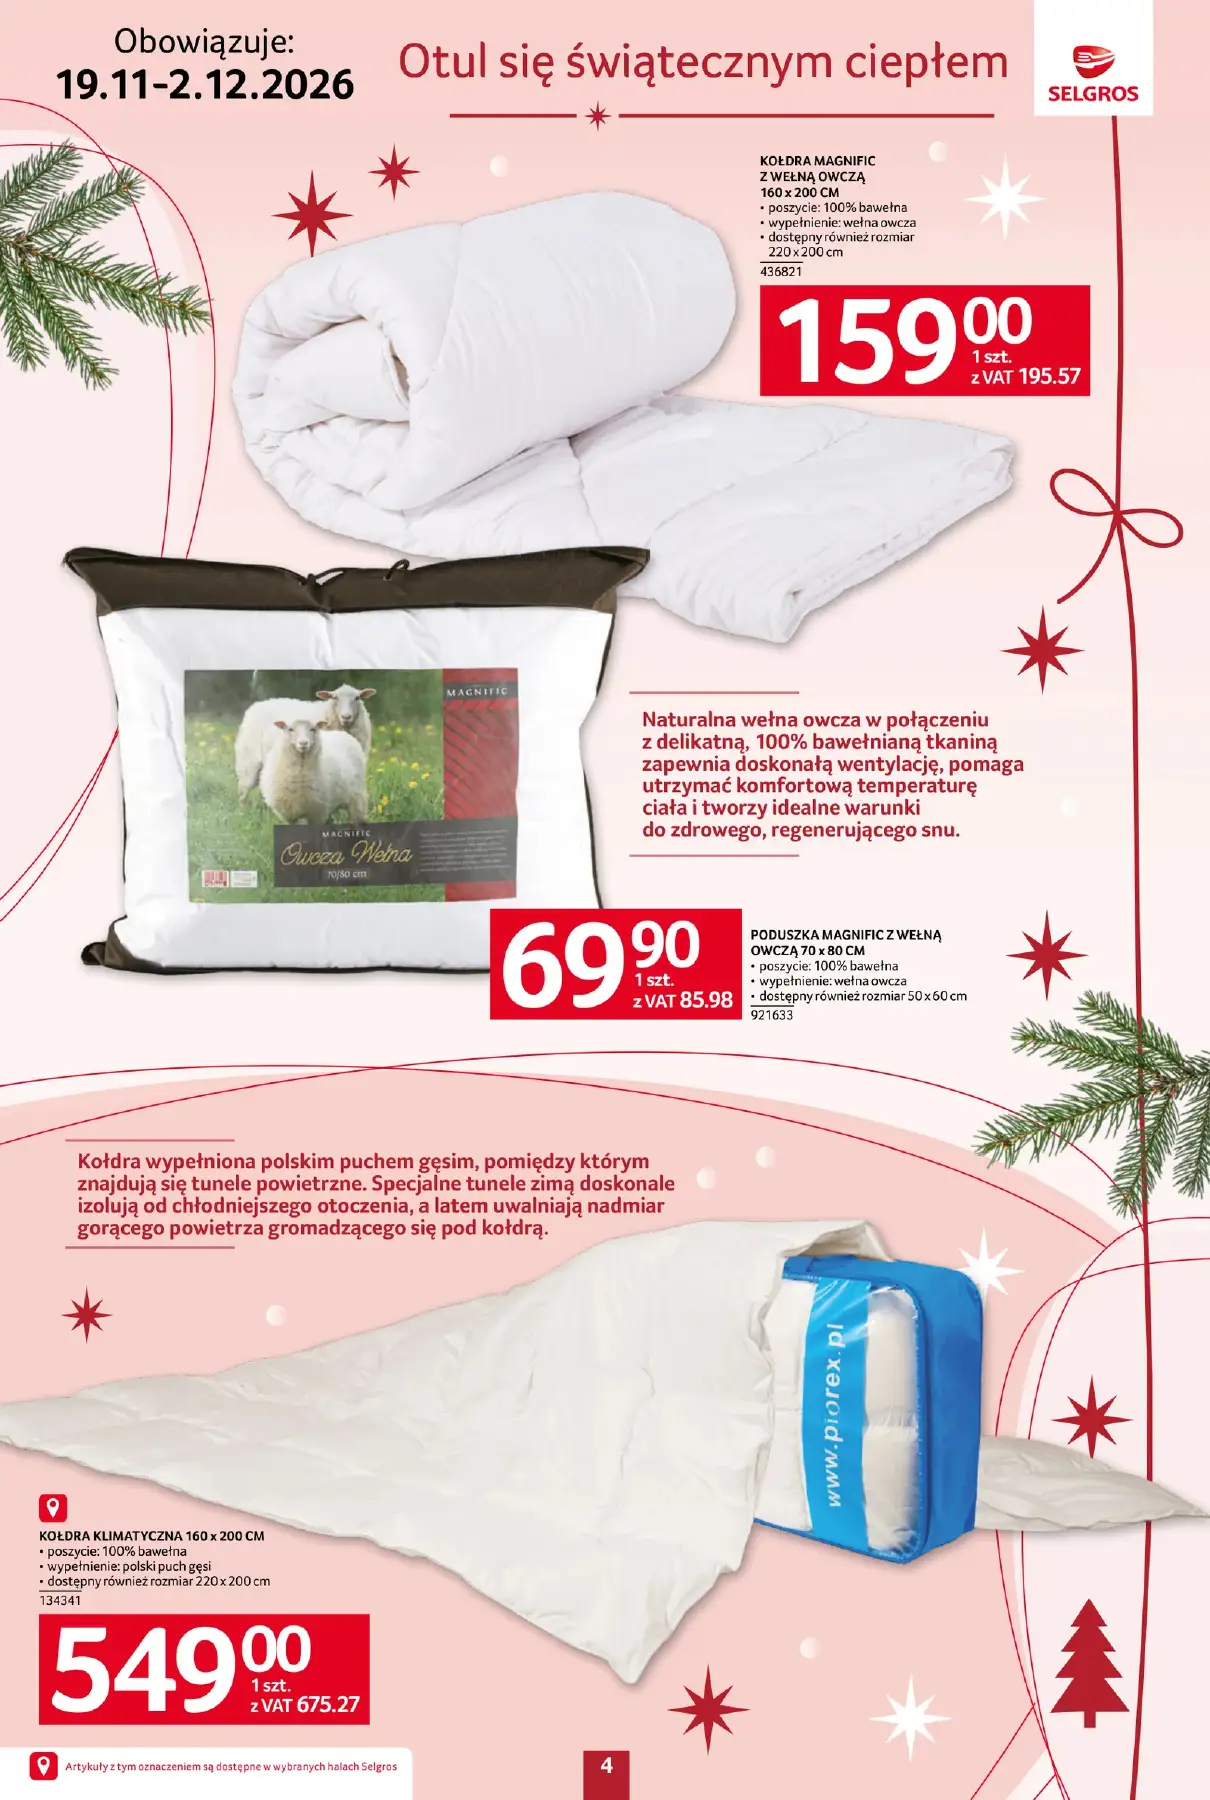 Obowiązuje:
19.11-2.12.2026
Otul się świątecznym ciepłem
SELGROS
KOŁDRA MAGNIFIC
Z WEŁNĄ OWCZĄ
160 x 200 CM
• poszycie: 100% bawełna
• wypełnienie: wełna owcza
• dostępny również rozmiar
220 x 200 cm
436821
159 00
1 szt.
z VAT 195.57
MAGNIFIC
MAGNIFIC
Owcza Wełna
70/80 cm
Naturalna wełna owcza w połączeniu
z delikatną, 100% bawełnianą tkaniną
zapewnia doskonałą wentylację, pomaga
utrzymać komfortową temperaturę
ciała i tworzy idealne warunki
do zdrowego, regenerującego snu.
69 90
1 szt.
z VAT 85.98
PODUSZKA MAGNIFIC Z WEŁNĄ
OWCZĄ 70 x 80 CM
• poszycie: 100% bawełna
• wypełnienie: wełna owcza
• dostępny również rozmiar 50 x 60 cm
921633
Kołdra wypełniona polskim puchem gęsim, pomiędzy którym
znajdują się tunele powietrzne. Specjalne tunele zimą doskonale
izolują od chłodniejszego otoczenia, a latem uwalniają nadmiar
gorącego powietrza gromadzącego się pod kołdrą.
www.piorex.pl
KOŁDRA KLIMATYCZNA 160 x 200 CM
• poszycie: 100% bawełna
• wypełnienie: polski puch gęsi
• dostępny również rozmiar 220 x 200 cm
134341
549 00
1 szt.
z VAT 675.27
Artykuły z tym oznaczeniem są dostępne w wybranych halach Selgros
4